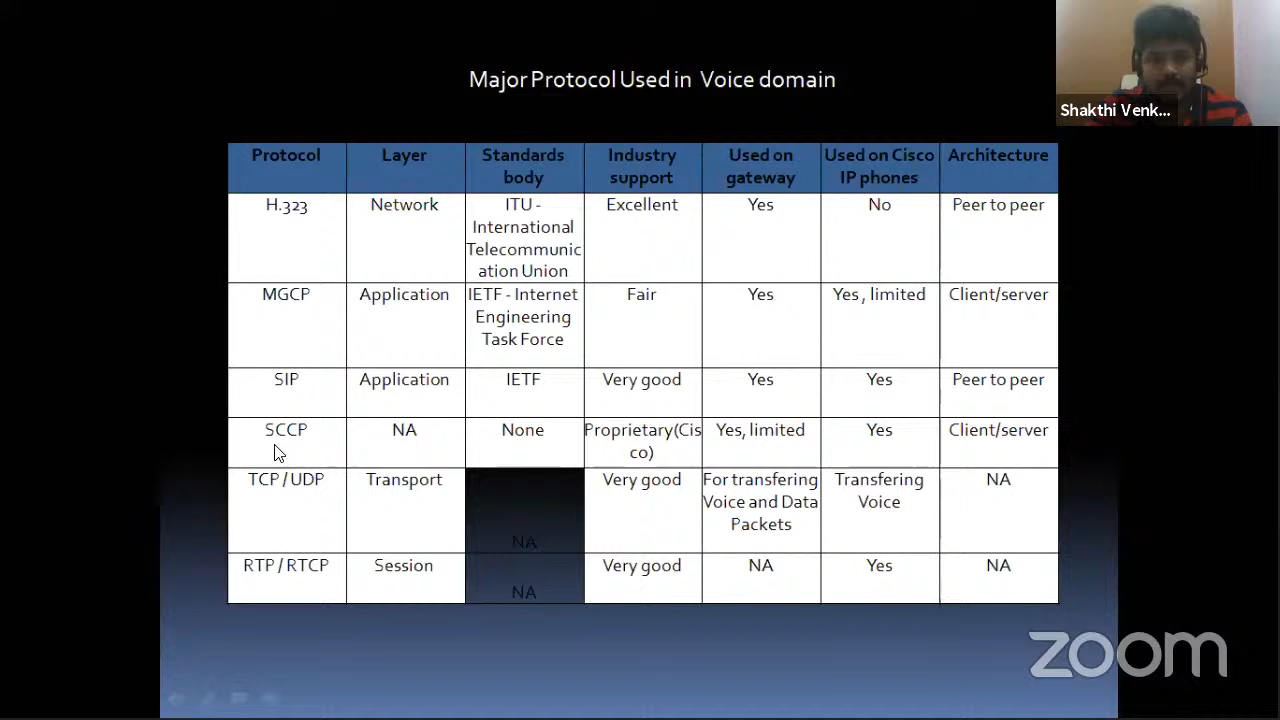 Major Protocol Used in Voice domain
Shakthi Venk...
Protocol Layer Standards body Industry support Used on gateway Used on Cisco IP phones Architecture
H.323 Network ITU - International Telecommunication Union Excellent Yes No Peer to peer
MGCP Application IETF - Internet Engineering Task Force Fair Yes Yes , limited Client/server
SIP Application IETF Very good Yes Yes Peer to peer
SCCP NA None Proprietary(Cisco) Yes, limited Yes Client/server
TCP / UDP Transport NA Very good For transfering Voice and Data Packets Transfering Voice NA
RTP / RTCP Session NA Very good NA Yes NA
zoom